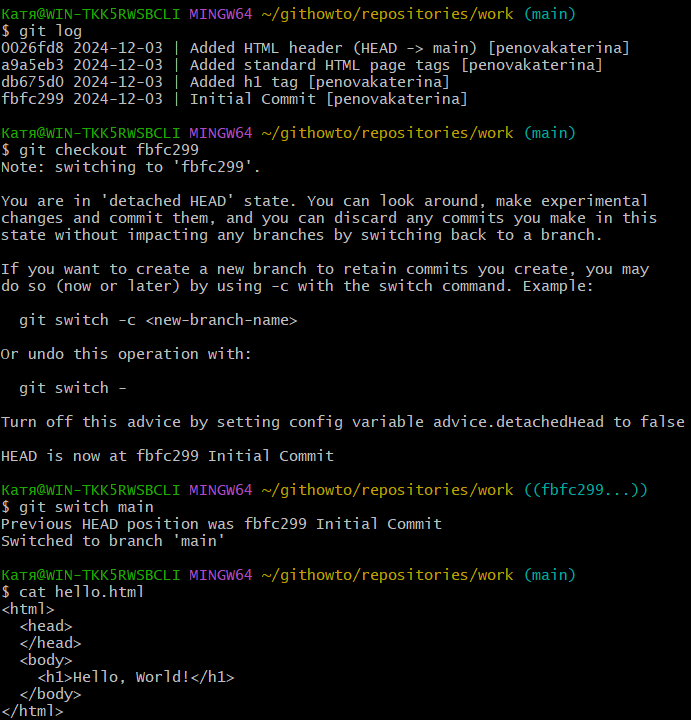 Катя@WIN-TKK5RWSBCLI MINGW64 ~/githowto/repositories/work (main)
$ git log
0026fd8 2024-12-03 | Added HTML header (HEAD -> main) [penovakaterina]
a9a5eb3 2024-12-03 | Added standard HTML page tags [penovakaterina]
db675d0 2024-12-03 | Added h1 tag [penovakaterina]
fbfc299 2024-12-03 | Initial Commit [penovakaterina]

Катя@WIN-TKK5RWSBCLI MINGW64 ~/githowto/repositories/work (main)
$ git checkout fbfc299
Note: switching to 'fbfc299'.

You are in 'detached HEAD' state. You can look around, make experimental
changes and commit them, and you can discard any commits you make in this
state without impacting any branches by switching back to a branch.

If you want to create a new branch to retain commits you create, you may
do so (now or later) by using -c with the switch command. Example:

  git switch -c <new-branch-name>

Or undo this operation with:

  git switch -

Turn off this advice by setting config variable advice.detachedHead to false

HEAD is now at fbfc299 Initial Commit

Катя@WIN-TKK5RWSBCLI MINGW64 ~/githowto/repositories/work ((fbfc299...))
$ git switch main
Previous HEAD position was fbfc299 Initial Commit
Switched to branch 'main'

Катя@WIN-TKK5RWSBCLI MINGW64 ~/githowto/repositories/work (main)
$ cat hello.html
<html>
  <head>
  </head>
  <body>
    <h1>Hello, World!</h1>
  </body>
</html>